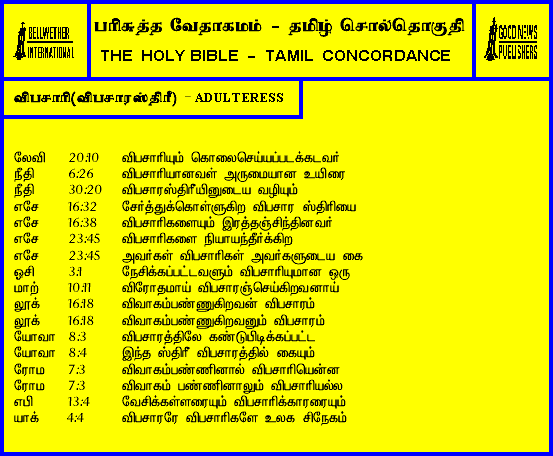 BELLWETHER INTERNATIONAL
பரிசுத்த வேதாகமம் - தமிழ் சொல்தொகுதி
THE HOLY BIBLE - TAMIL CONCORDANCE
GOOD NEWS PUBLISHERS
விபசாரி(விபசாரஸ்திரீ) - ADULTERESS
லேவி 20:10 விபசாரியும் கொலைசெய்யப்படக்கடவர்
நீதி 6:26 விபசாரியானவள் அருமையான உயிரை
நீதி 30:20 விபசாரஸ்திரீயினுடைய வழியும்
எசே 16:32 சேர்த்துக்கொள்ளுகிற விபசார ஸ்திரியை
எசே 16:38 விபசாரிகளையும் இரத்தஞ்சிந்தினவர்
எசே 23:45 விபசாரிகளை நியாயந்தீர்க்கிற
எசே 23:45 அவர்கள் விபசாரிகள் அவர்களுடைய கை
ஓசி 3:1 நேசிக்கப்பட்டவளும் விபசாரியுமான ஒரு
மாற் 10:11 விரோதமாய் விபசாரஞ்செய்கிறவனாய்
லூக் 16:18 விவாகம்பண்ணுகிறவன் விபசாரம்
லூக் 16:18 விவாகம்பண்ணுகிறவனும் விபசாரம்
யோவா 8:3 விபசாரத்திலே கண்டுபிடிக்கப்பட்ட
யோவா 8:4 இந்த ஸ்திரீ விபசாரத்தில் கையும்
ரோம 7:3 விவாகம்பண்ணினால் விபசாரியென்ன
ரோம 7:3 விவாகம் பண்ணினாலும் விபசாரியல்ல
எபி 13:4 வேசிக்கள்ளரையும் விபசாரிக்காரரையும்
யாக் 4:4 விபசாரரே விபசாரிகளே உலக சிநேகம்